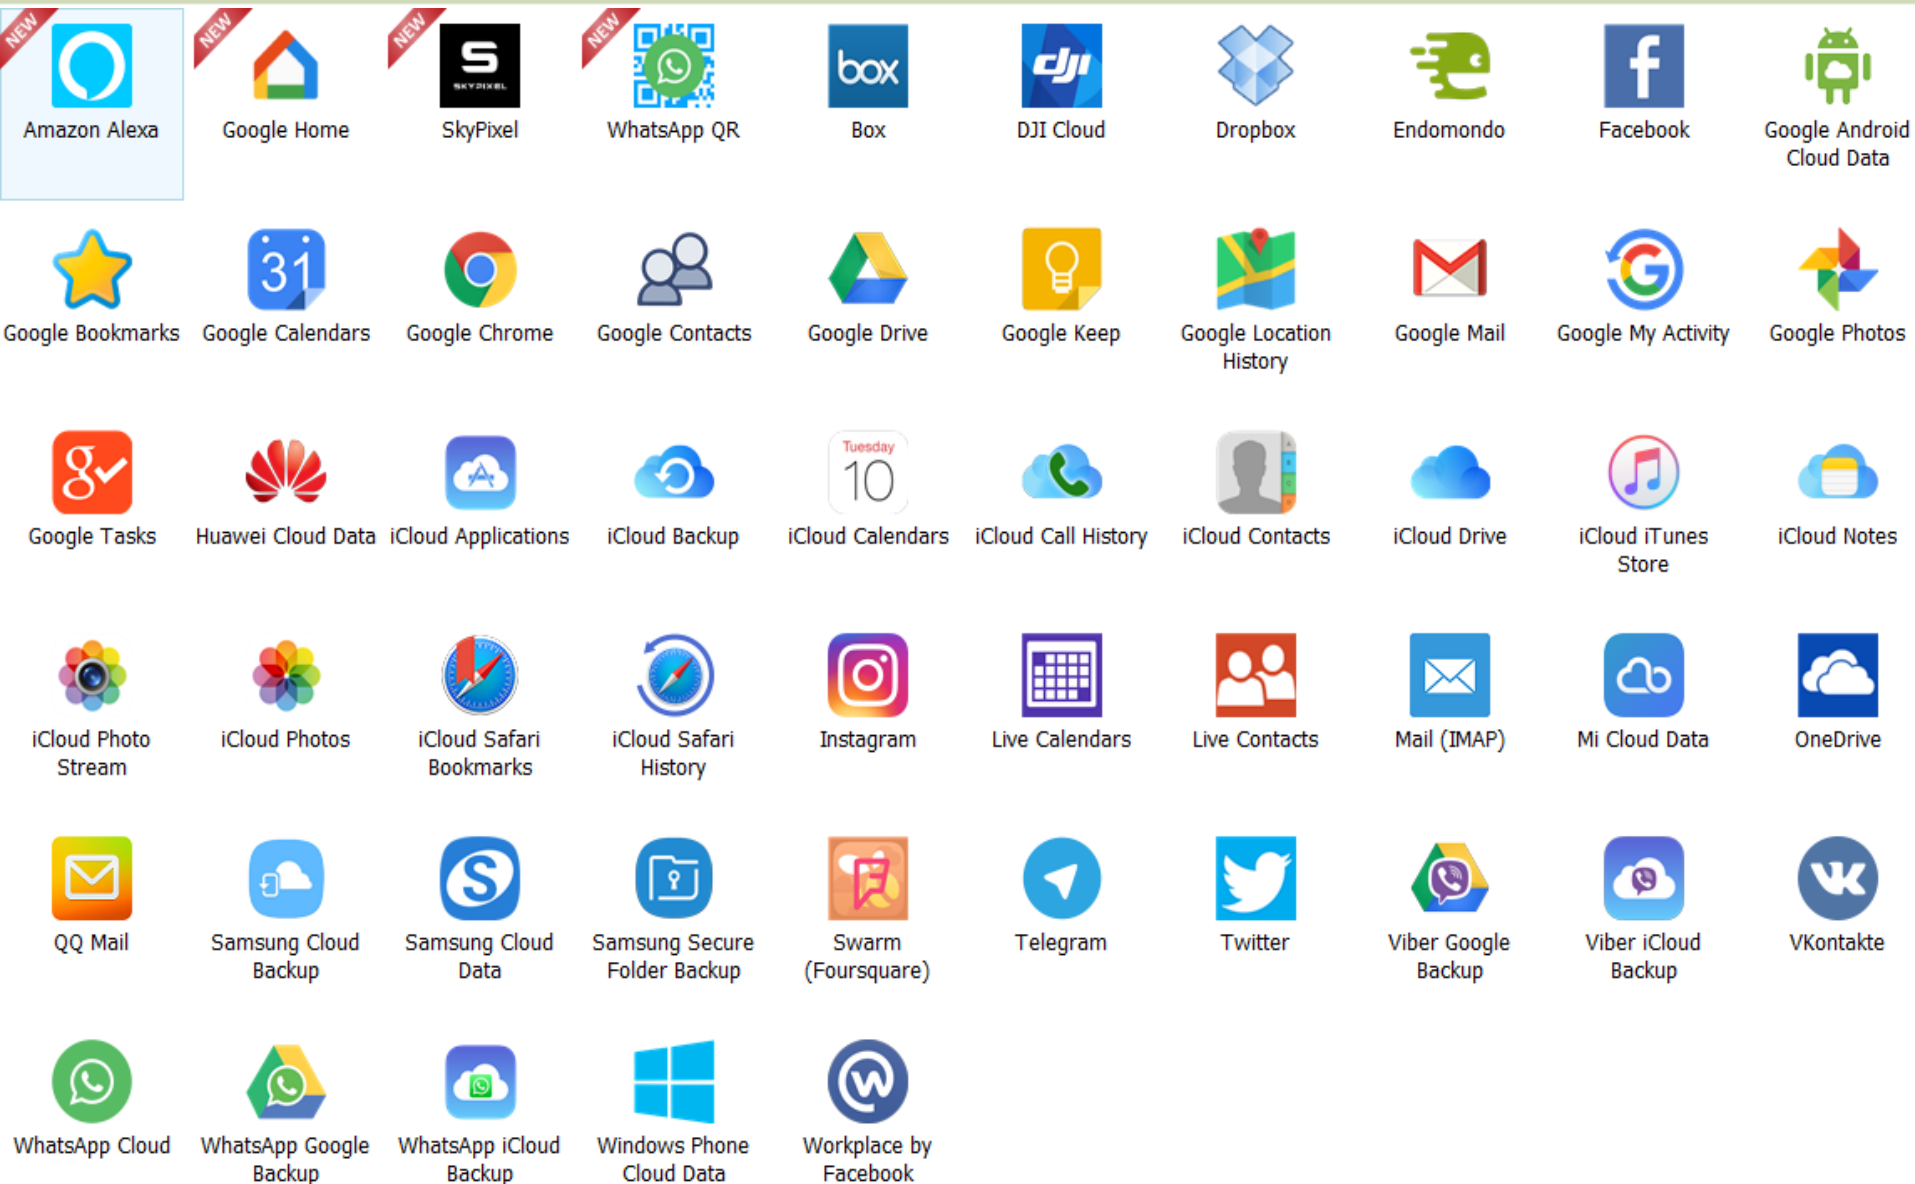 NEW
NEW
NEW
NEW
S
SKYPIXEL
box
dji
f
Amazon Alexa
Google Home
SkyPixel
WhatsApp QR
Box
DJI Cloud
Dropbox
Endomondo
Facebook
Google Android
Cloud Data
31
G
Google Bookmarks
Google Calendars
Google Chrome
Google Contacts
Google Drive
Google Keep
Google Location
History
Google Mail
Google My Activity
Google Photos
g
Tuesday
10
Google Tasks
Huawei Cloud Data
iCloud Applications
iCloud Backup
iCloud Calendars
iCloud Call History
iCloud Contacts
iCloud Drive
iCloud iTunes
Store
iCloud Notes
iCloud Photo
Stream
iCloud Photos
iCloud Safari
Bookmarks
iCloud Safari
History
Instagram
Live Calendars
Live Contacts
Mail (IMAP)
Mi Cloud Data
OneDrive
S
VK
QQ Mail
Samsung Cloud
Backup
Samsung Cloud
Data
Samsung Secure
Folder Backup
Swarm
(Foursquare)
Telegram
Twitter
Viber Google
Backup
Viber iCloud
Backup
VKontakte
WhatsApp Cloud
WhatsApp Google
Backup
WhatsApp iCloud
Backup
Windows Phone
Cloud Data
Workplace by
Facebook